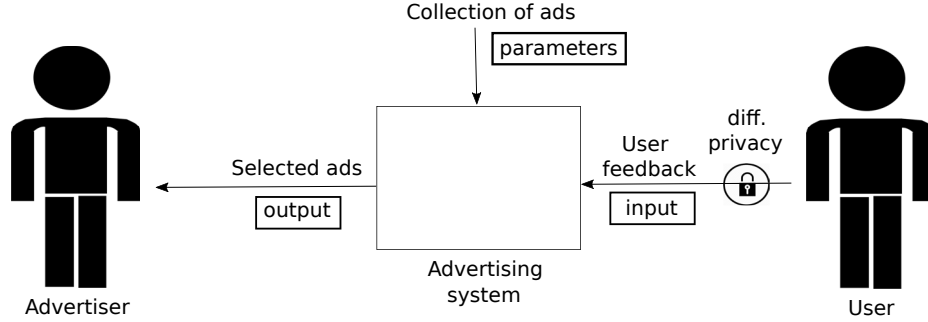 Collection of ads
parameters
diff.
privacy
User
feedback
input
Selected ads
output
Advertising
system
Advertiser
User